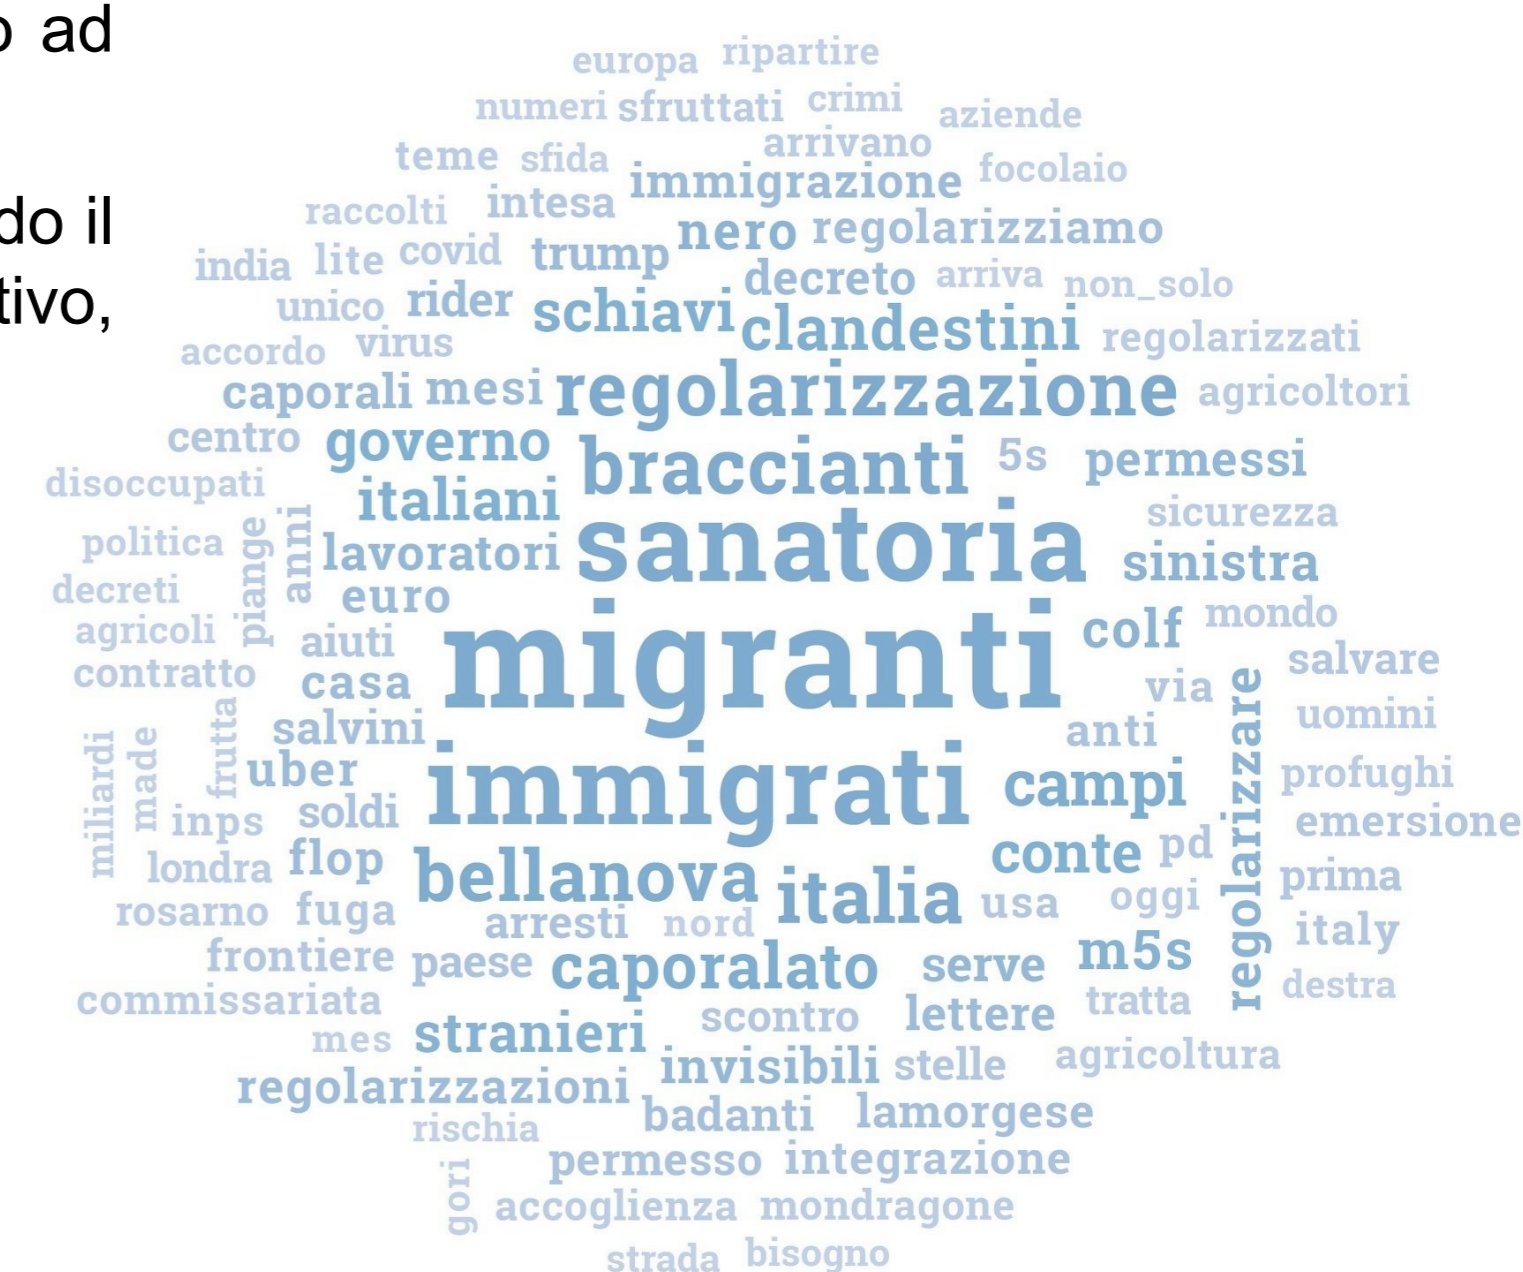 o ad
do il
tivo,
europa ripartire
numeri sfruttati crimi aziende
teme sfida arrivano
immigrazione focolaio
raccolti intesa
nero regolarizziamo
india lite covid trump
decreto arriva non_solo
unico rider schiavi clandestini regolarizzati
accordo virus
caporali mesi regolarizzazione agricoltori
centro governo braccianti 5s permessi
disoccupati italiani sicurezza
politica piange anni lavoratori sanatoria sinistra
decreti euro
agricoli aiuti migranti colf mondo
contratto casa via salvare
frutta salvini anti regolarizzare uomini
miliardi made uber immigrati campi profughi
inps soldi emersione
londra flop bellanova conte pd prima
rosarno fuga arresti nord italia usa oggi italy
frontiere paese caporalato serve m5s destra
commissariata scontro lettere tratta
mes stranieri invisibili stelle agricoltura
regolarizzazioni badanti lamorgese
rischia
gori permesso integrazione
accoglienza mondragone
strada bisogno